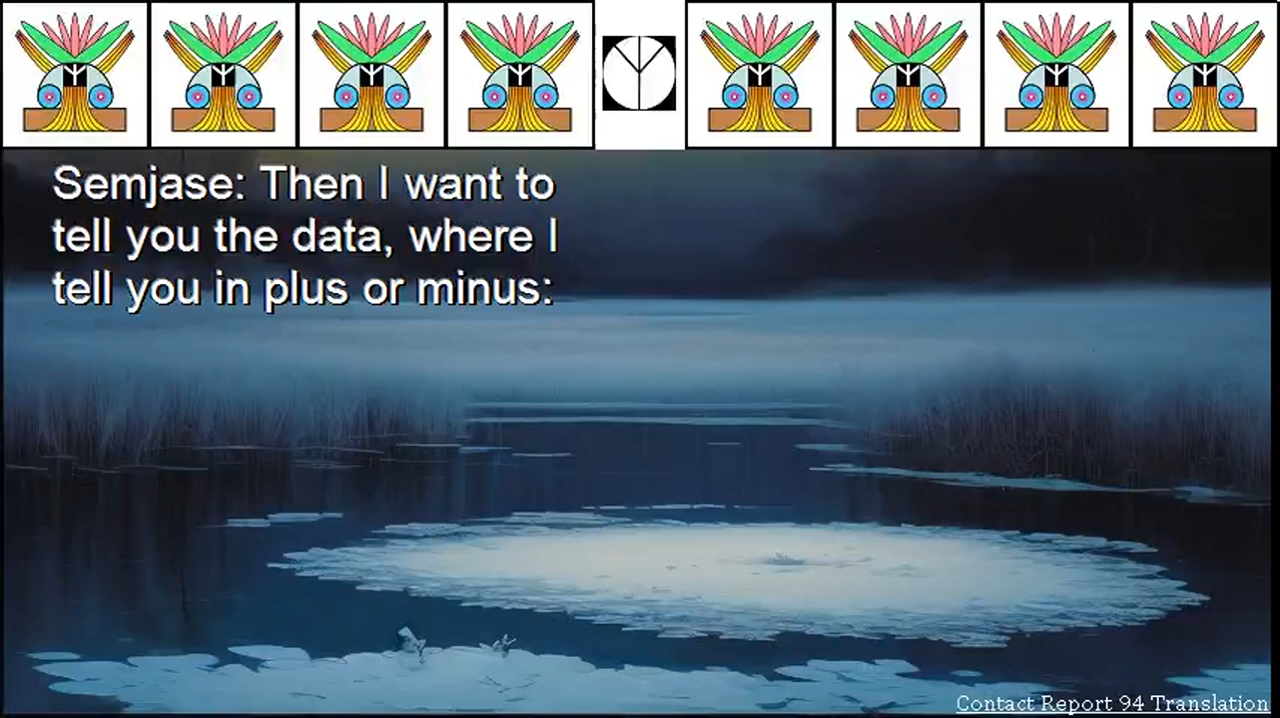 Semjase: Then I want to
tell you the data, where I
tell you in plus or minus:
Contact Report 94 Translation